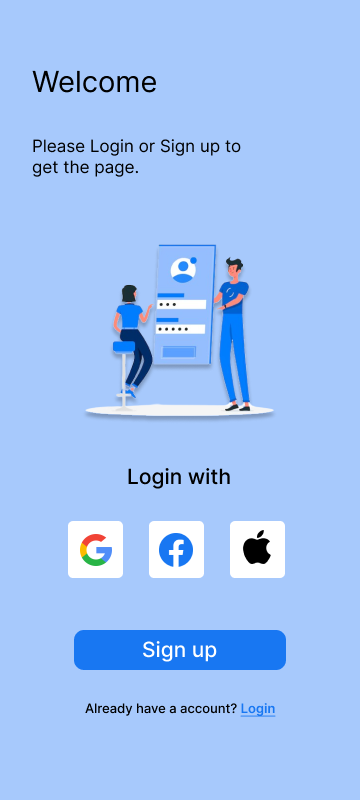 Welcome
Please Login or Sign up to
get the page.
Login with
Sign up
Already have a account? Login